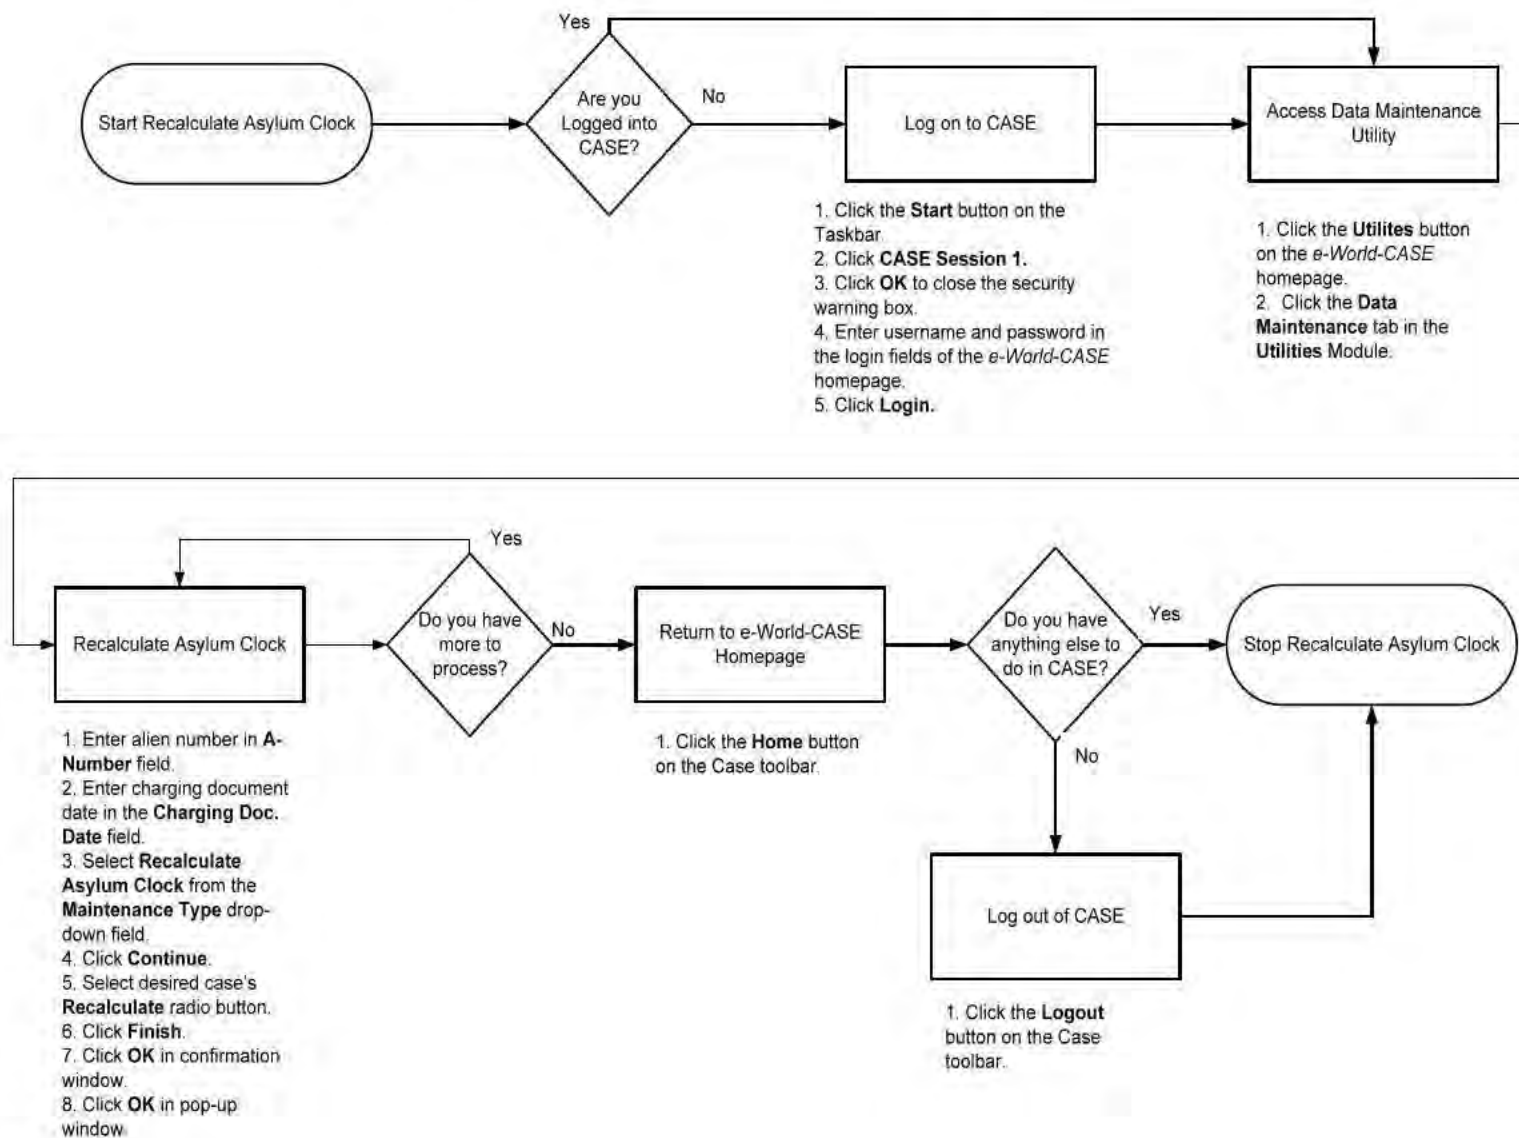 Yes
Start Recalculate Asylum Clock
Are you
Logged into
CASE?
No
Log on to CASE
Access Data Maintenance
Utility
1. Click the Start button on the
Taskbar.
2. Click CASE Session 1.
3. Click OK to close the security
warning box.
4. Enter username and password in
the login fields of the e-World-CASE
homepage.
5. Click Login.
1. Click the Utilites button
on the e-World-CASE
homepage.
2. Click the Data
Maintenance tab in the
Utilities Module.
Yes
Recalculate Asylum Clock
Do you have
more to
process?
No
Return to e-World-CASE
Homepage
Do you have
anything else to
do in CASE?
Yes
Stop Recalculate Asylum Clock
1. Enter alien number in A-
Number field.
2. Enter charging document
date in the Charging Doc.
Date field.
3. Select Recalculate
Asylum Clock from the
Maintenance Type drop-
down field.
4. Click Continue.
5. Select desired case's
Recalculate radio button.
6. Click Finish.
7. Click OK in confirmation
window.
8. Click OK in pop-up
window.
1. Click the Home button
on the Case toolbar.
No
Log out of CASE
1. Click the Logout
button on the Case
toolbar.